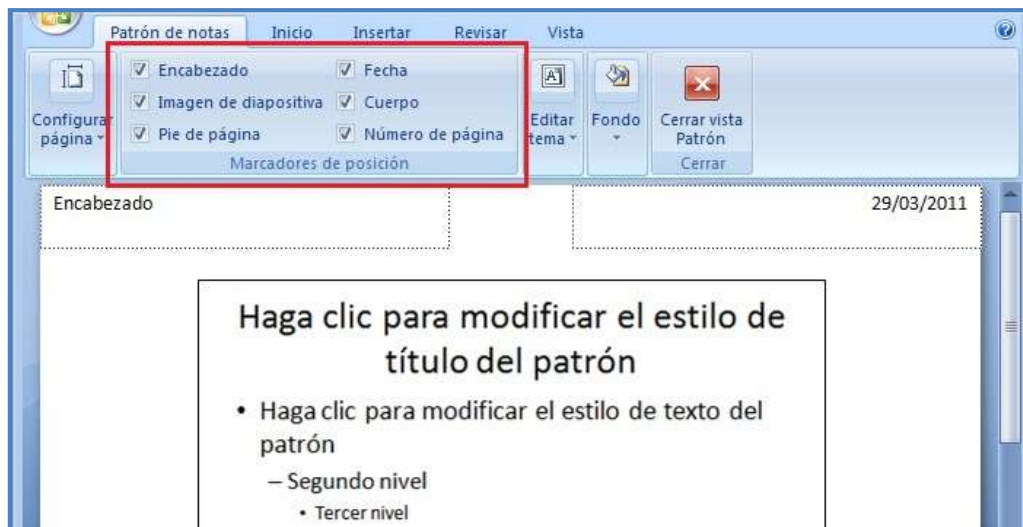 Patrón de notas Inicio Insertar Revisar Vista
Configurar página
Encabezado Fecha
Imagen de diapositiva Cuerpo
Pie de página Número de página
Marcadores de posición
Editar tema
Fondo
Cerrar vista Patrón
Cerrar
Encabezado
29/03/2011
Haga clic para modificar el estilo de
título del patrón
• Haga clic para modificar el estilo de texto del
patrón
– Segundo nivel
• Tercer nivel